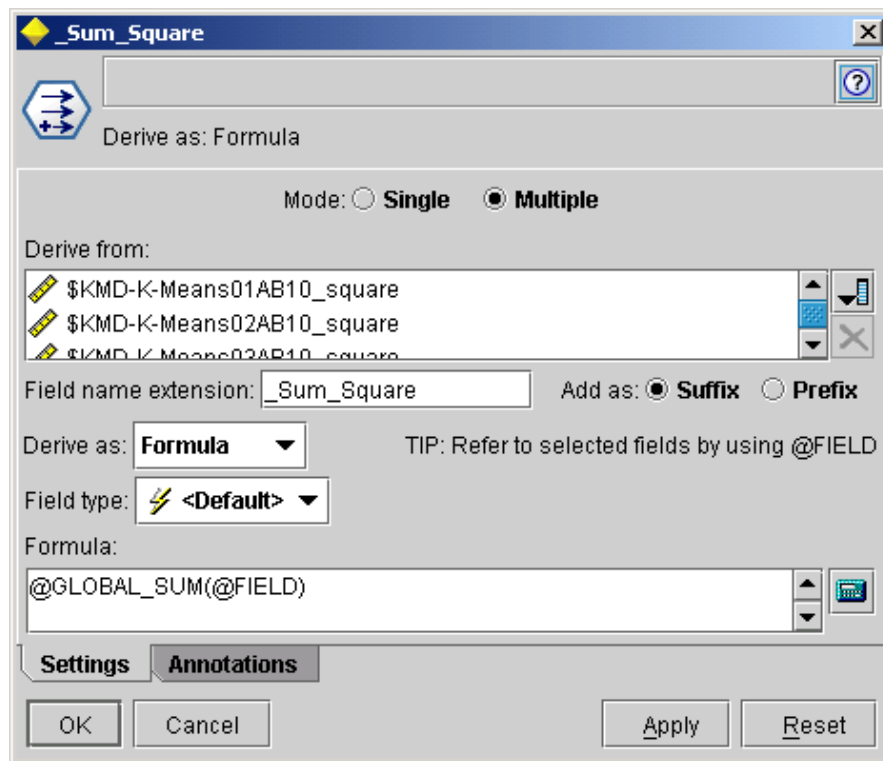 _Sum_Square
Derive as: Formula
Mode: Single Multiple
Derive from:
$KMD-K-Means01AB10_square
$KMD-K-Means02AB10_square
$KMD-K-Means03AB10_square
Field name extension: _Sum_Square Add as: Suffix Prefix
Derive as: Formula TIP: Refer to selected fields by using @FIELD
Field type: <Default>
Formula:
@GLOBAL_SUM(@FIELD)
Settings Annotations
OK Cancel Apply Reset